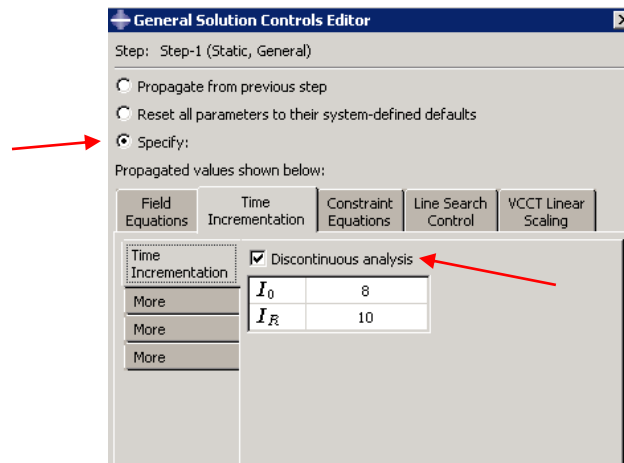 General Solution Controls Editor
Step: Step-1 (Static, General)
Propagate from previous step
Reset all parameters to their system-defined defaults
Specify:
Propagated values shown below:
Field Equations
Time Incrementation
Constraint Equations
Line Search Control
VCCT Linear Scaling
Time Incrementation
More
More
More
Discontinuous analysis
I0 8
IR 10